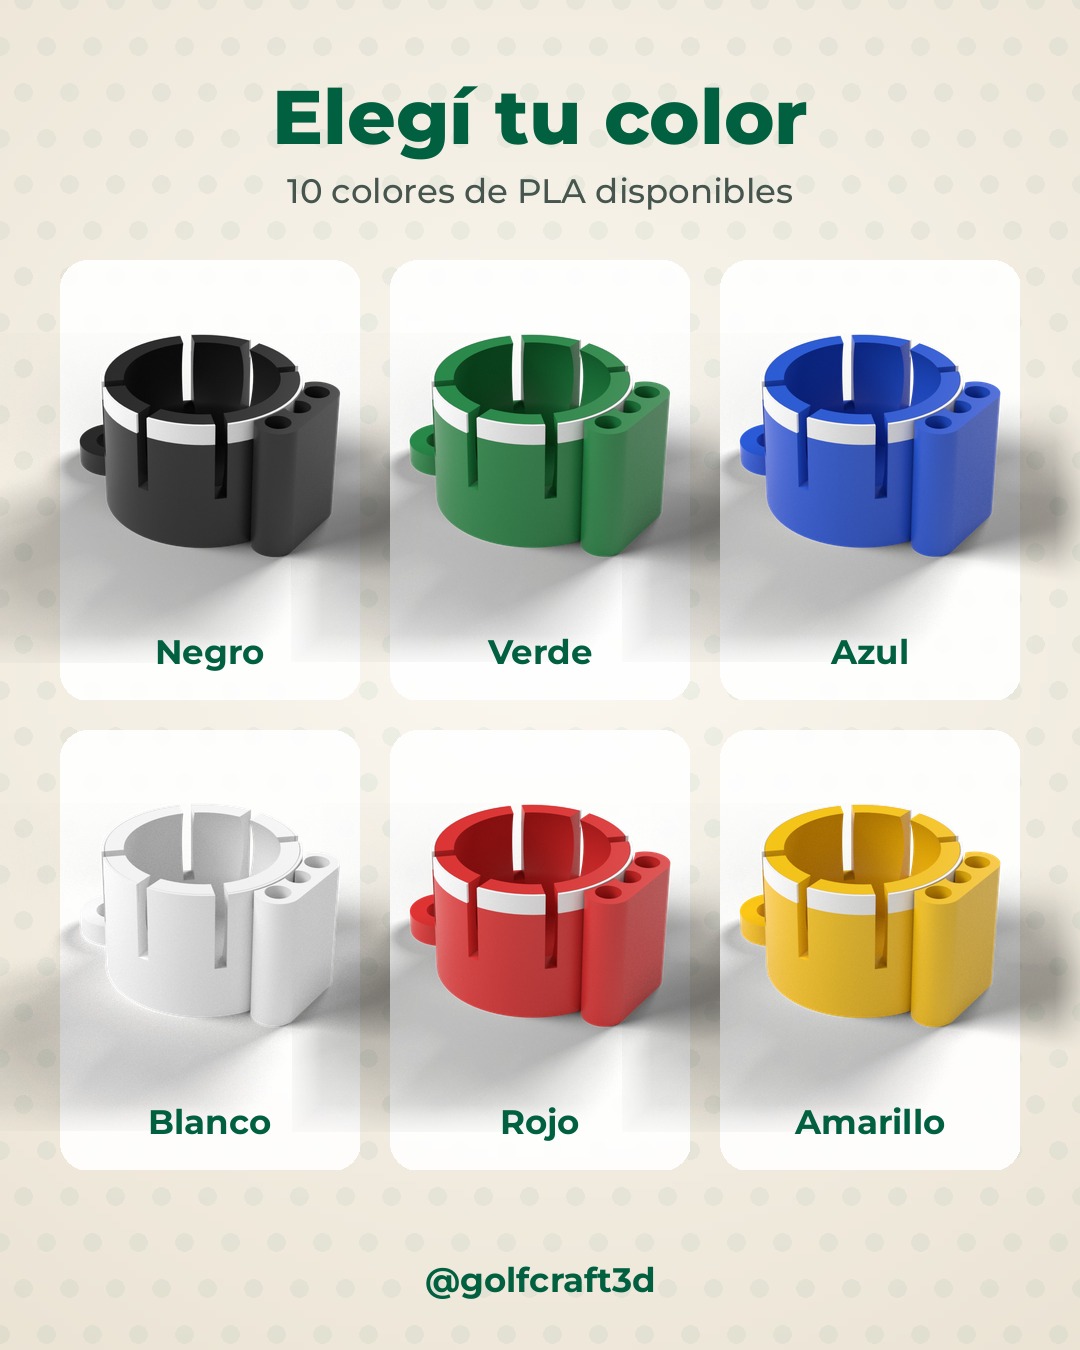 Elegí tu color
10 colores de PLA disponibles
Negro
Verde
Azul
Blanco
Rojo
Amarillo
@golfcraft3d